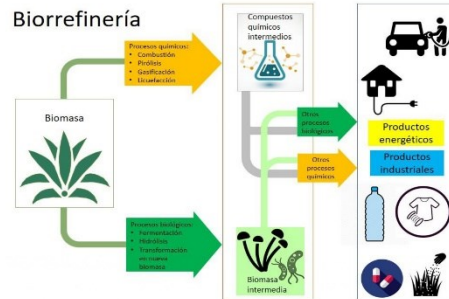 Biorrefinería
Procesos químicos:
• Combustión
• Pirólisis
• Gasificación
• Licuefacción
Compuestos
químicos
intermedios
Biomasa
Otros
procesos
biológicos
Otros
procesos
químicos
Productos
energéticos
Productos
industriales
Procesos biológicos:
• Fermentación
• Hidrólisis
• Transformación
en nueva
biomasa
Biomasa
intermedia